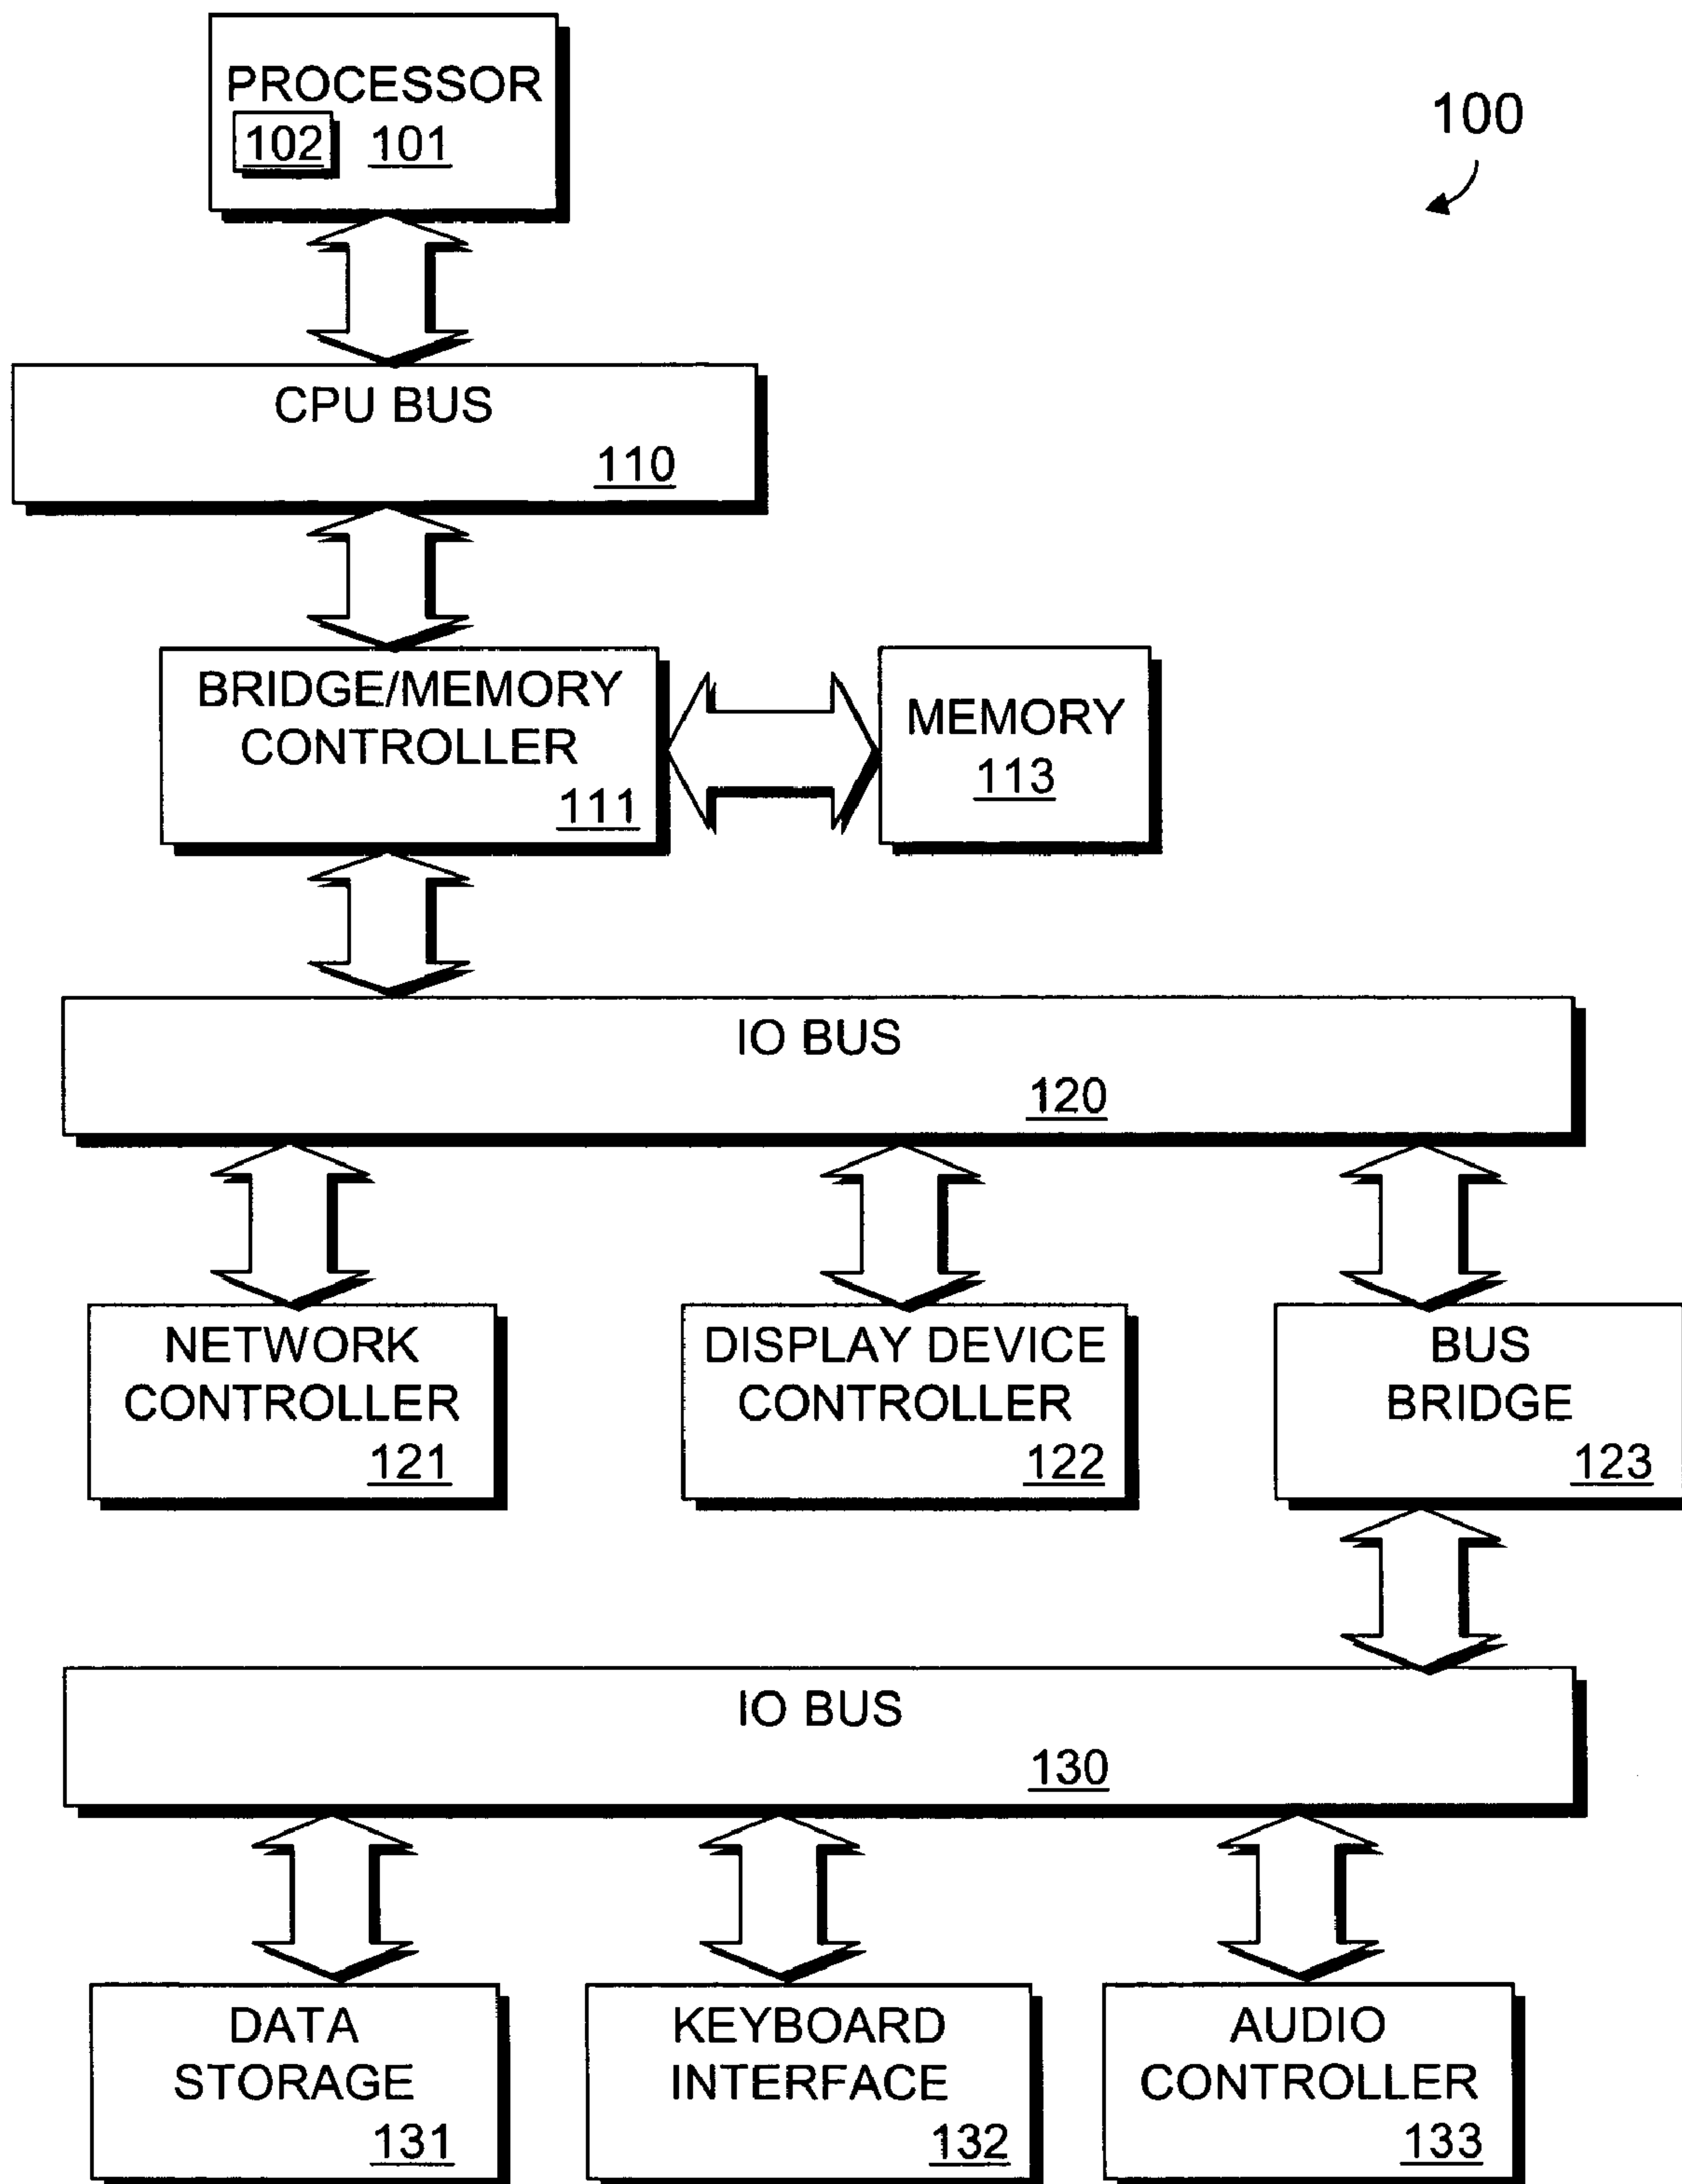 PROCESSOR
102 101
100
CPU BUS
110
BRIDGE/MEMORY
CONTROLLER
111
MEMORY
113
IO BUS
120
NETWORK
CONTROLLER
121
DISPLAY DEVICE
CONTROLLER
122
BUS
BRIDGE
123
IO BUS
130
DATA
STORAGE
131
KEYBOARD
INTERFACE
132
AUDIO
CONTROLLER
133